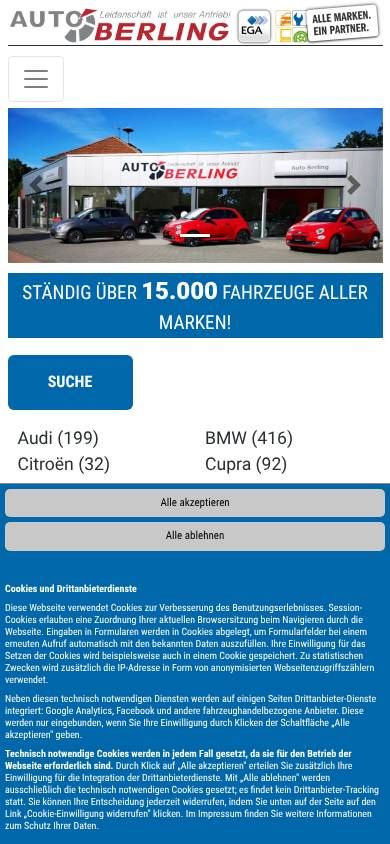 AUTO BERLING
Leidenschaft ist unser Antrieb!
EGA
ALLE MARKEN.
EIN PARTNER.
AUTO BERLING
Auto Berling
STÄNDIG ÜBER 15.000 FAHRZEUGE ALLER
MARKEN!
SUCHE
Audi (199)
BMW (416)
Citroën (32)
Cupra (92)
Alle akzeptieren
Alle ablehnen
Cookies und Drittanbieterdienste
Diese Webseite verwendet Cookies zur Verbesserung des Benutzungserlebnisses. Session-
Cookies erlauben eine Zuordnung Ihrer aktuellen Browsersitzung beim Navigieren durch die
Webseite. Eingaben in Formularen werden in Cookies abgelegt, um Formularfelder bei einem
erneuten Aufruf automatisch mit den bekannten Daten auszufüllen. Ihre Einwilligung für das
Setzen der Cookies wird beispielsweise auch in einem Cookie gespeichert. Zu statistischen
Zwecken wird zusätzlich die IP-Adresse in Form von anonymisierten Webseitenzugriffszählern
verwendet.
Neben diesen technisch notwendigen Diensten werden auf einigen Seiten Drittanbieter-Dienste
integriert: Google Analytics, Facebook und andere fahrzeughandelbezogene Anbieter. Diese
werden nur eingebunden, wenn Sie Ihre Einwilligung durch Klicken der Schaltfläche „Alle
akzeptieren“ geben.
Technisch notwendige Cookies werden in jedem Fall gesetzt, da sie für den Betrieb der
Webseite erforderlich sind. Durch Klick auf „Alle akzeptieren“ erteilen Sie zusätzlich Ihre
Einwilligung für die Integration der Drittanbieterdienste. Mit „Alle ablehnen“ werden
ausschließlich die technisch notwendigen Cookies gesetzt; es findet kein Drittanbieter-Tracking
statt. Sie können Ihre Entscheidung jederzeit widerrufen, indem Sie unten auf der Seite auf den
Link „Cookie-Einwilligung widerrufen“ klicken. Im Impressum finden Sie weitere Informationen
zum Schutz Ihrer Daten.